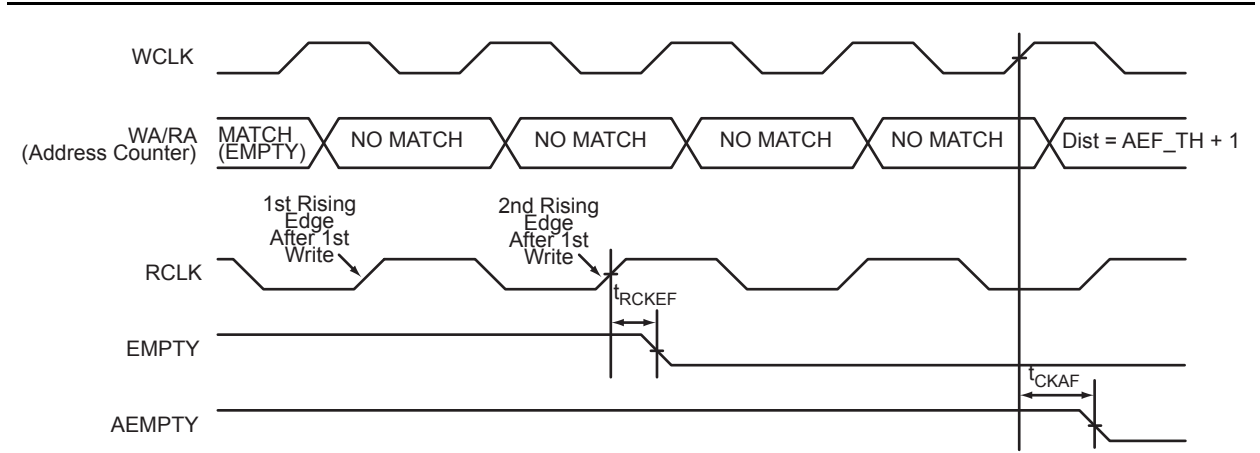 WCLK
WA/RA
(Address Counter)
MATCH
(EMPTY)
NO MATCH
NO MATCH
NO MATCH
NO MATCH
Dist = AEF_TH + 1
1st Rising
Edge
After 1st
Write
2nd Rising
Edge
After 1st
Write
RCLK
tRCKEF
EMPTY
tCKAF
AEMPTY